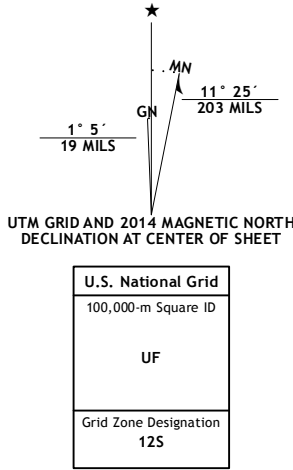 MN
GN
11° 25´
203 MILS
1° 5´
19 MILS
UTM GRID AND 2014 MAGNETIC NORTH
DECLINATION AT CENTER OF SHEET
U.S. National Grid
100,000-m Square ID
UF
Grid Zone Designation
12S